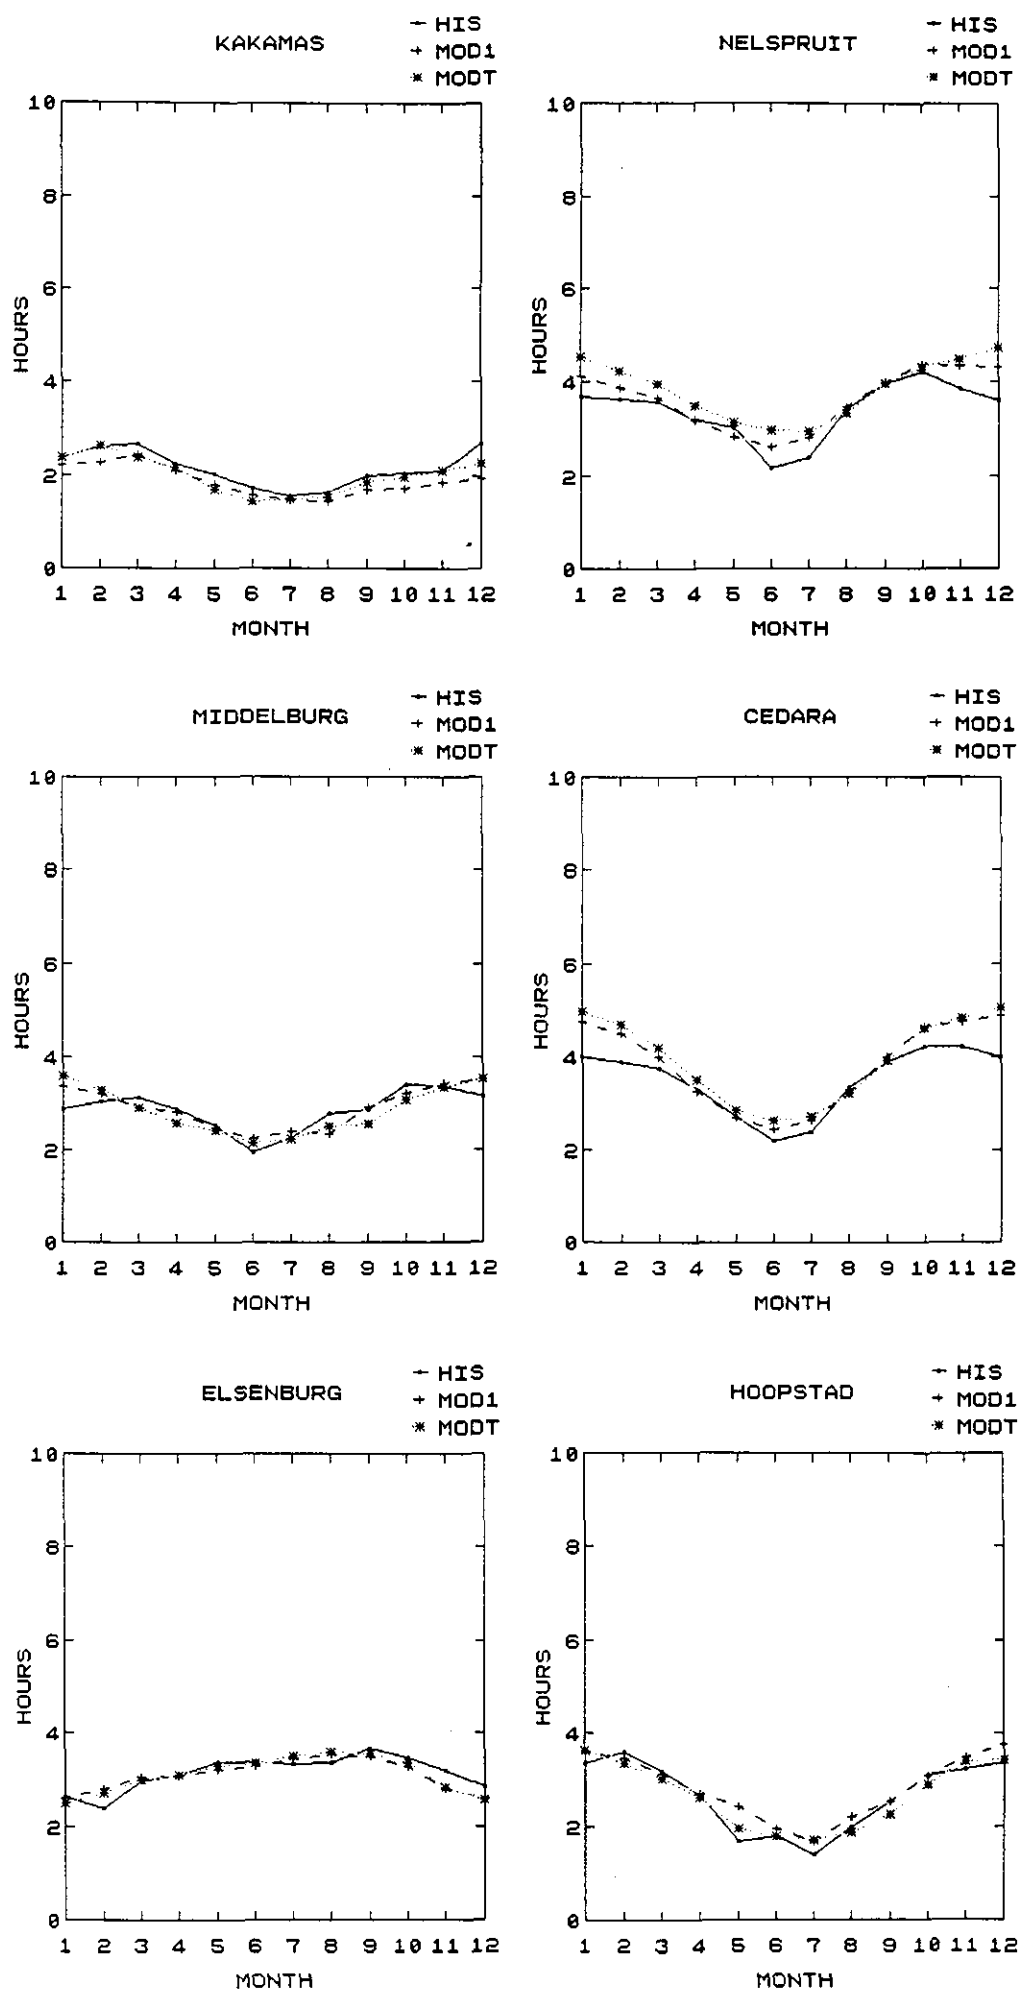 KAKAMAS
HIS
MOD1
MODT
10
8
6
4
2
0
HOURS
1 2 3 4 5 6 7 8 9 10 11 12
MONTH
NELSPRUIT
HIS
MOD1
MODT
10
8
6
4
2
0
HOURS
1 2 3 4 5 6 7 8 9 10 11 12
MONTH
MIDDELBURG
HIS
MOD1
MODT
10
8
6
4
2
0
HOURS
1 2 3 4 5 6 7 8 9 10 11 12
MONTH
CEDARA
HIS
MOD1
MODT
10
8
6
4
2
0
HOURS
1 2 3 4 5 6 7 8 9 10 11 12
MONTH
ELSENBURG
HIS
MOD1
MODT
10
8
6
4
2
0
HOURS
1 2 3 4 5 6 7 8 9 10 11 12
MONTH
HOOPSTAD
HIS
MOD1
MODT
10
8
6
4
2
0
HOURS
1 2 3 4 5 6 7 8 9 10 11 12
MONTH